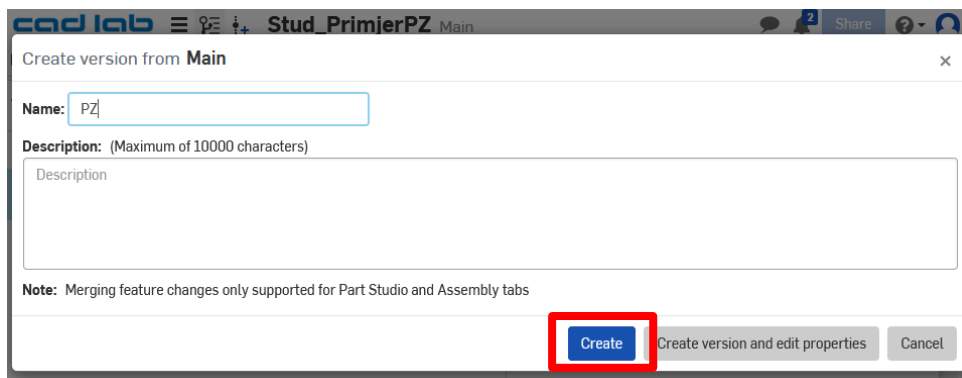 cad lab Stud_PrimjerPZ Main 2 Share
Create version from Main ×
Name: PZ
Description: (Maximum of 10000 characters)
Description
Note: Merging feature changes only supported for Part Studio and Assembly tabs
Create Create version and edit properties Cancel